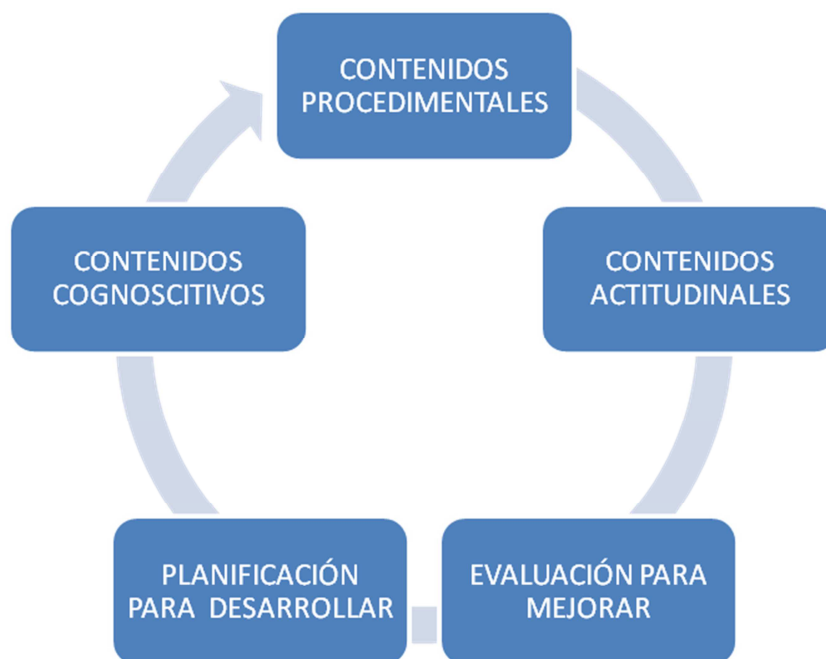 CONTENIDOS
PROCEDIMENTALES
CONTENIDOS
ACTITUDINALES
EVALUACIÓN PARA
MEJORAR
PLANIFICACIÓN
PARA DESARROLLAR
CONTENIDOS
COGNOSCITIVOS